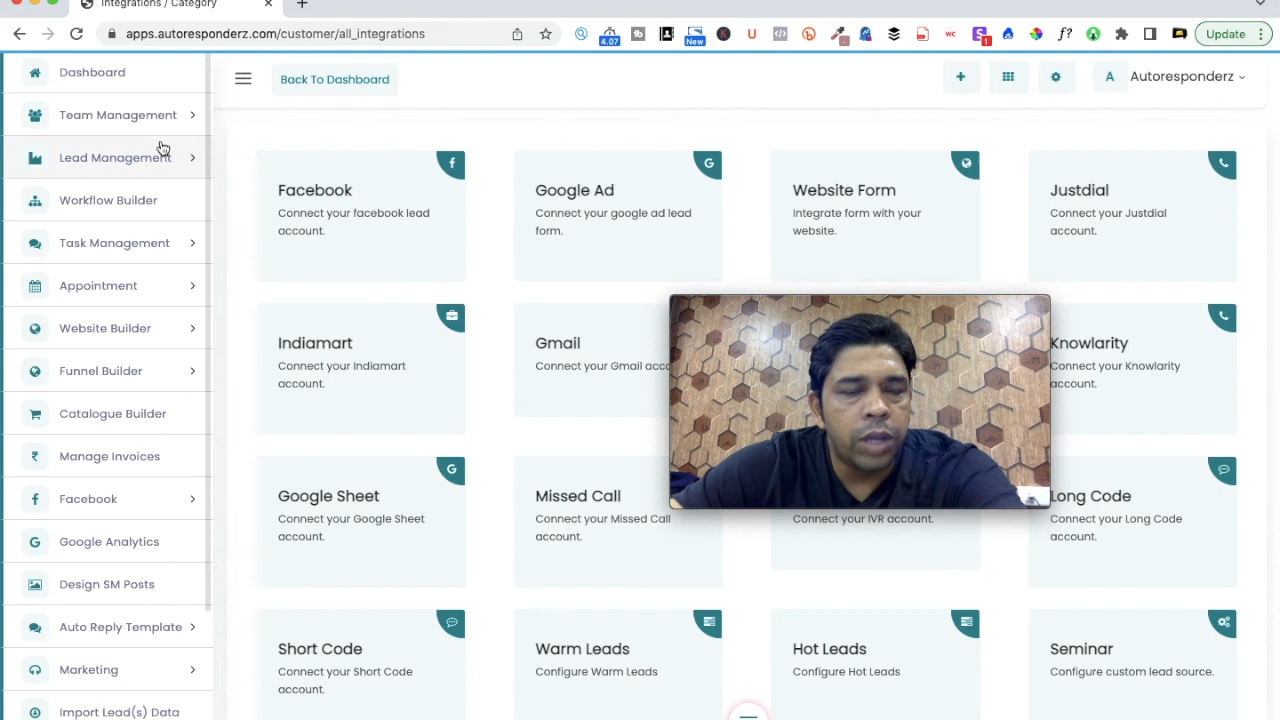 Integrations / Category
apps.autoresponderz.com/customer/all_integrations
4.07
New
1
Update
Dashboard
Team Management
Lead Management
Workflow Builder
Task Management
Appointment
Website Builder
Funnel Builder
Catalogue Builder
Manage Invoices
Facebook
Google Analytics
Design SM Posts
Auto Reply Template
Marketing
Import Lead(s) Data
Back To Dashboard
A
Autoresponderz
Facebook
Connect your facebook lead
account.
Google Ad
Connect your google ad lead
form.
Website Form
Integrate form with your
website.
Justdial
Connect your Justdial
account.
Indiamart
Connect your Indiamart
account.
Gmail
Connect your Gmail
Knowlarity
Connect your Knowlarity
account.
Google Sheet
Connect your Google Sheet
account.
Missed Call
Connect your Missed Call
account.
Connect your IVR account.
Long Code
Connect your Long Code
account.
Short Code
Connect your Short Code
account.
Warm Leads
Configure Warm Leads
Hot Leads
Configure Hot Leads
Seminar
Configure custom lead source.